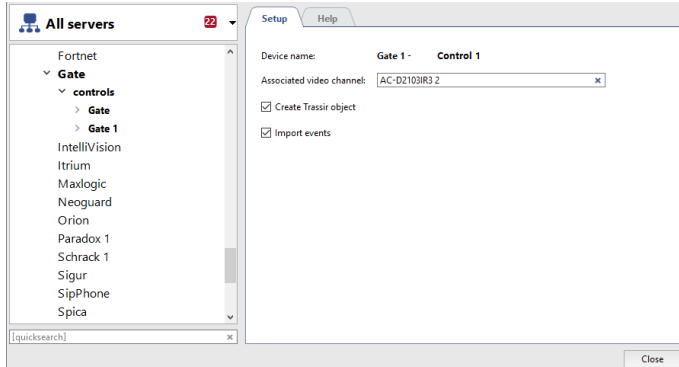 All servers 22
Fortnet
Gate
controls
Gate
Gate 1
IntelliVision
Itrium
Maxlogic
Neoguard
Orion
Paradox 1
Schrack 1
Sigur
SipPhone
Spica
[quicksearch]
Setup Help
Device name: Gate 1 - Control 1
Associated video channel: AC-D2103IR3 2
Create Trassir object
Import events
Close